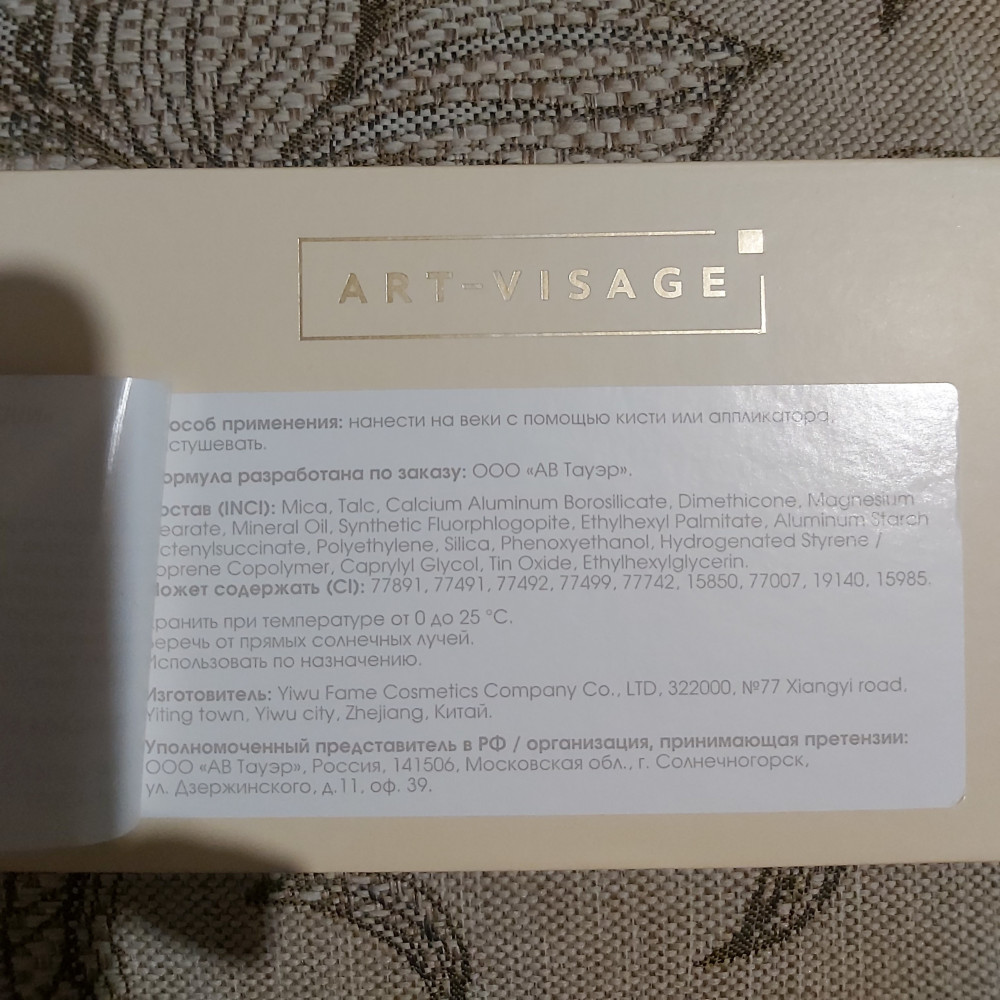 ART-VISAGE
особ применения: нанести на веки с помощью кисти или аппликатора,
стушевать.
ормула разработана по заказу: ООО «АВ Тауэр».
остав (INCI): Mica, Talc, Calcium Aluminum Borosilicate, Dimethicone, Magnesium
earate, Mineral Oil, Synthetic Fluorphlogopite, Ethylhexyl Palmitate, Aluminum Starch
ctenylsuccinate, Polyethylene, Silica, Phenoxyethanol, Hydrogenated Styrene /
oprene Copolymer, Caprylyl Glycol, Tin Oxide, Ethylhexylglycerin.
Может содержать (CI): 77891, 77491, 77492, 77499, 77742, 15850, 77007, 19140, 15985.
Хранить при температуре от 0 до 25 °C.
Беречь от прямых солнечных лучей.
Использовать по назначению.
Изготовитель: Yiwu Fame Cosmetics Company Co., LTD, 322000, №77 Xiangyi road,
Yiting town, Yiwu city, Zhejiang, Китай.
Уполномоченный представитель в РФ / организация, принимающая претензии:
ООО «АВ Тауэр», Россия, 141506, Московская обл., г. Солнечногорск,
ул. Дзержинского, д.11, оф. 39.